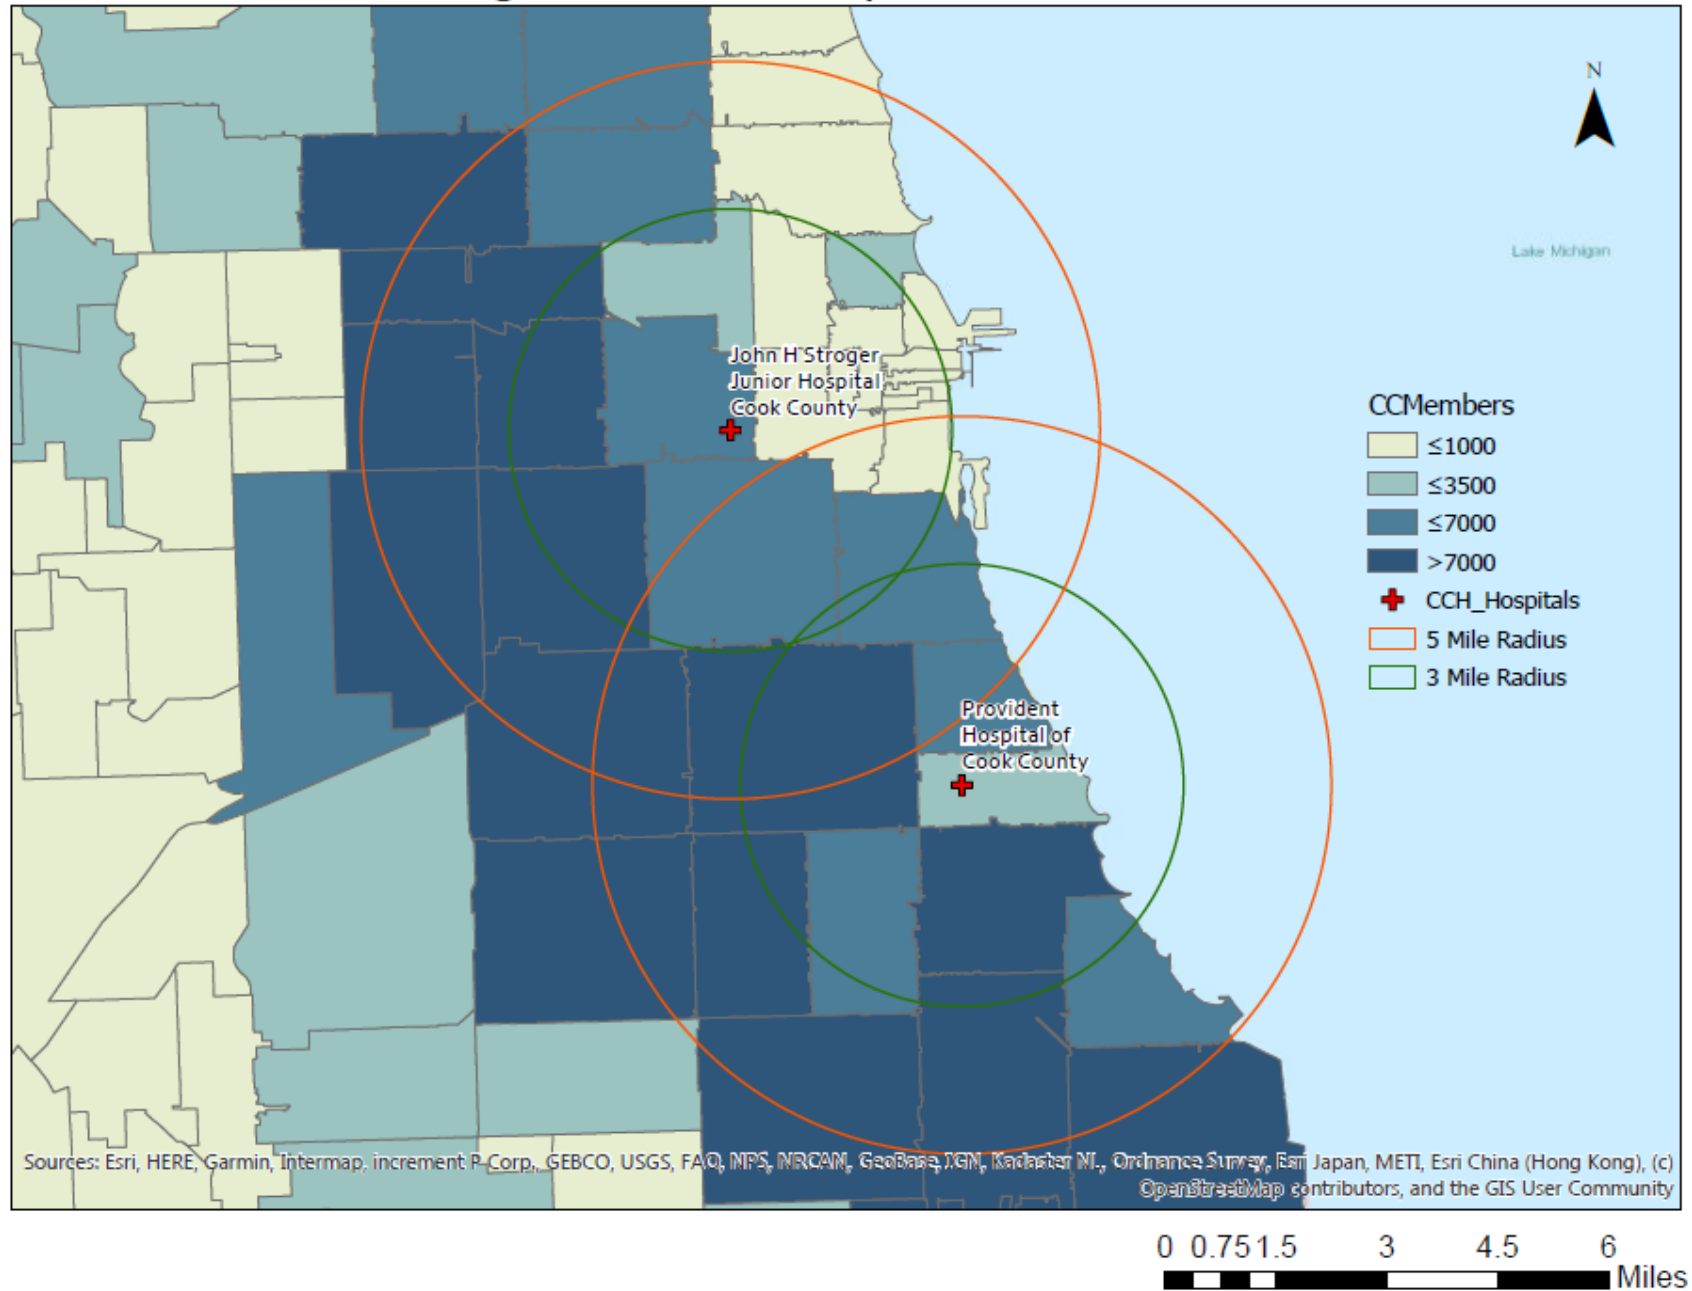 N
Lake Michigan
John H Stroger
Junior Hospital
Cook County
CCMembers
≤1000
≤3500
≤7000
>7000
CCH_Hospitals
5 Mile Radius
3 Mile Radius
Provident
Hospital of
Cook County
Sources: Esri, HERE, Garmin, Intermap, increment P Corp., GEBCO, USGS, FAO, NPS, NRCAN, GeoBase, IGN, Kadaster NL, Ordnance Survey, Esri Japan, METI, Esri China (Hong Kong), (c)
OpenStreetMap contributors, and the GIS User Community
0 0.75 1.5 3 4.5 6
Miles